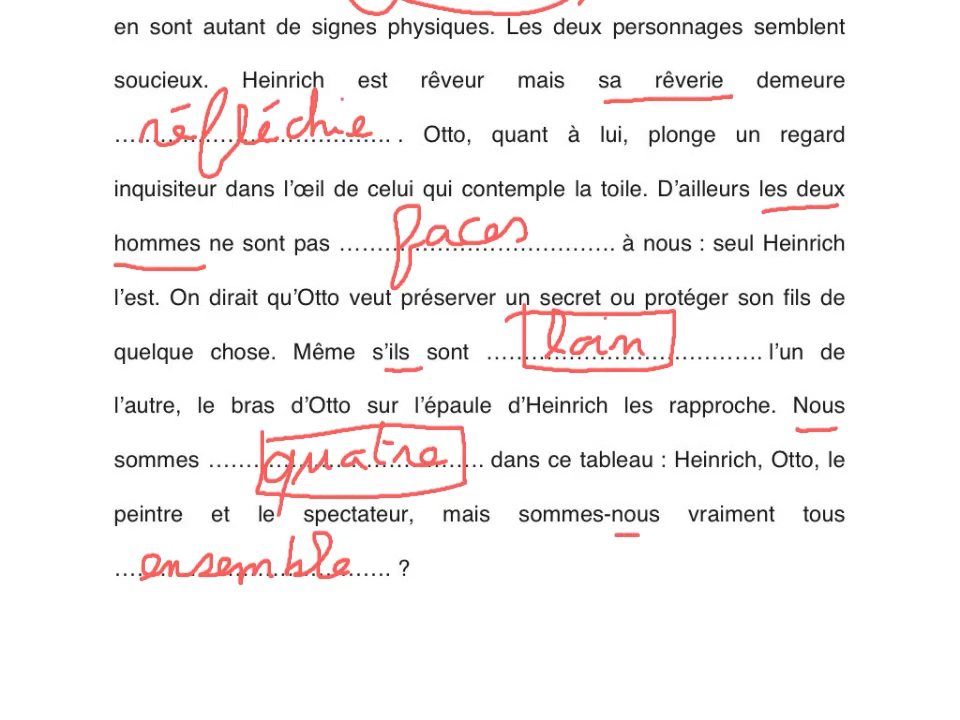 en sont autant de signes physiques. Les deux personnages semblent
soucieux. Heinrich est rêveur mais sa rêverie demeure
réfléchie . Otto, quant à lui, plonge un regard
inquisiteur dans l'œil de celui qui contemple la toile. D'ailleurs les deux
hommes ne sont pas faces à nous : seul Heinrich
l'est. On dirait qu'Otto veut préserver un secret ou protéger son fils de
quelque chose. Même s'ils sont loin l'un de
l'autre, le bras d'Otto sur l'épaule d'Heinrich les rapproche. Nous
sommes quatre dans ce tableau : Heinrich, Otto, le
peintre et le spectateur, mais sommes-nous vraiment tous
ensemble ?